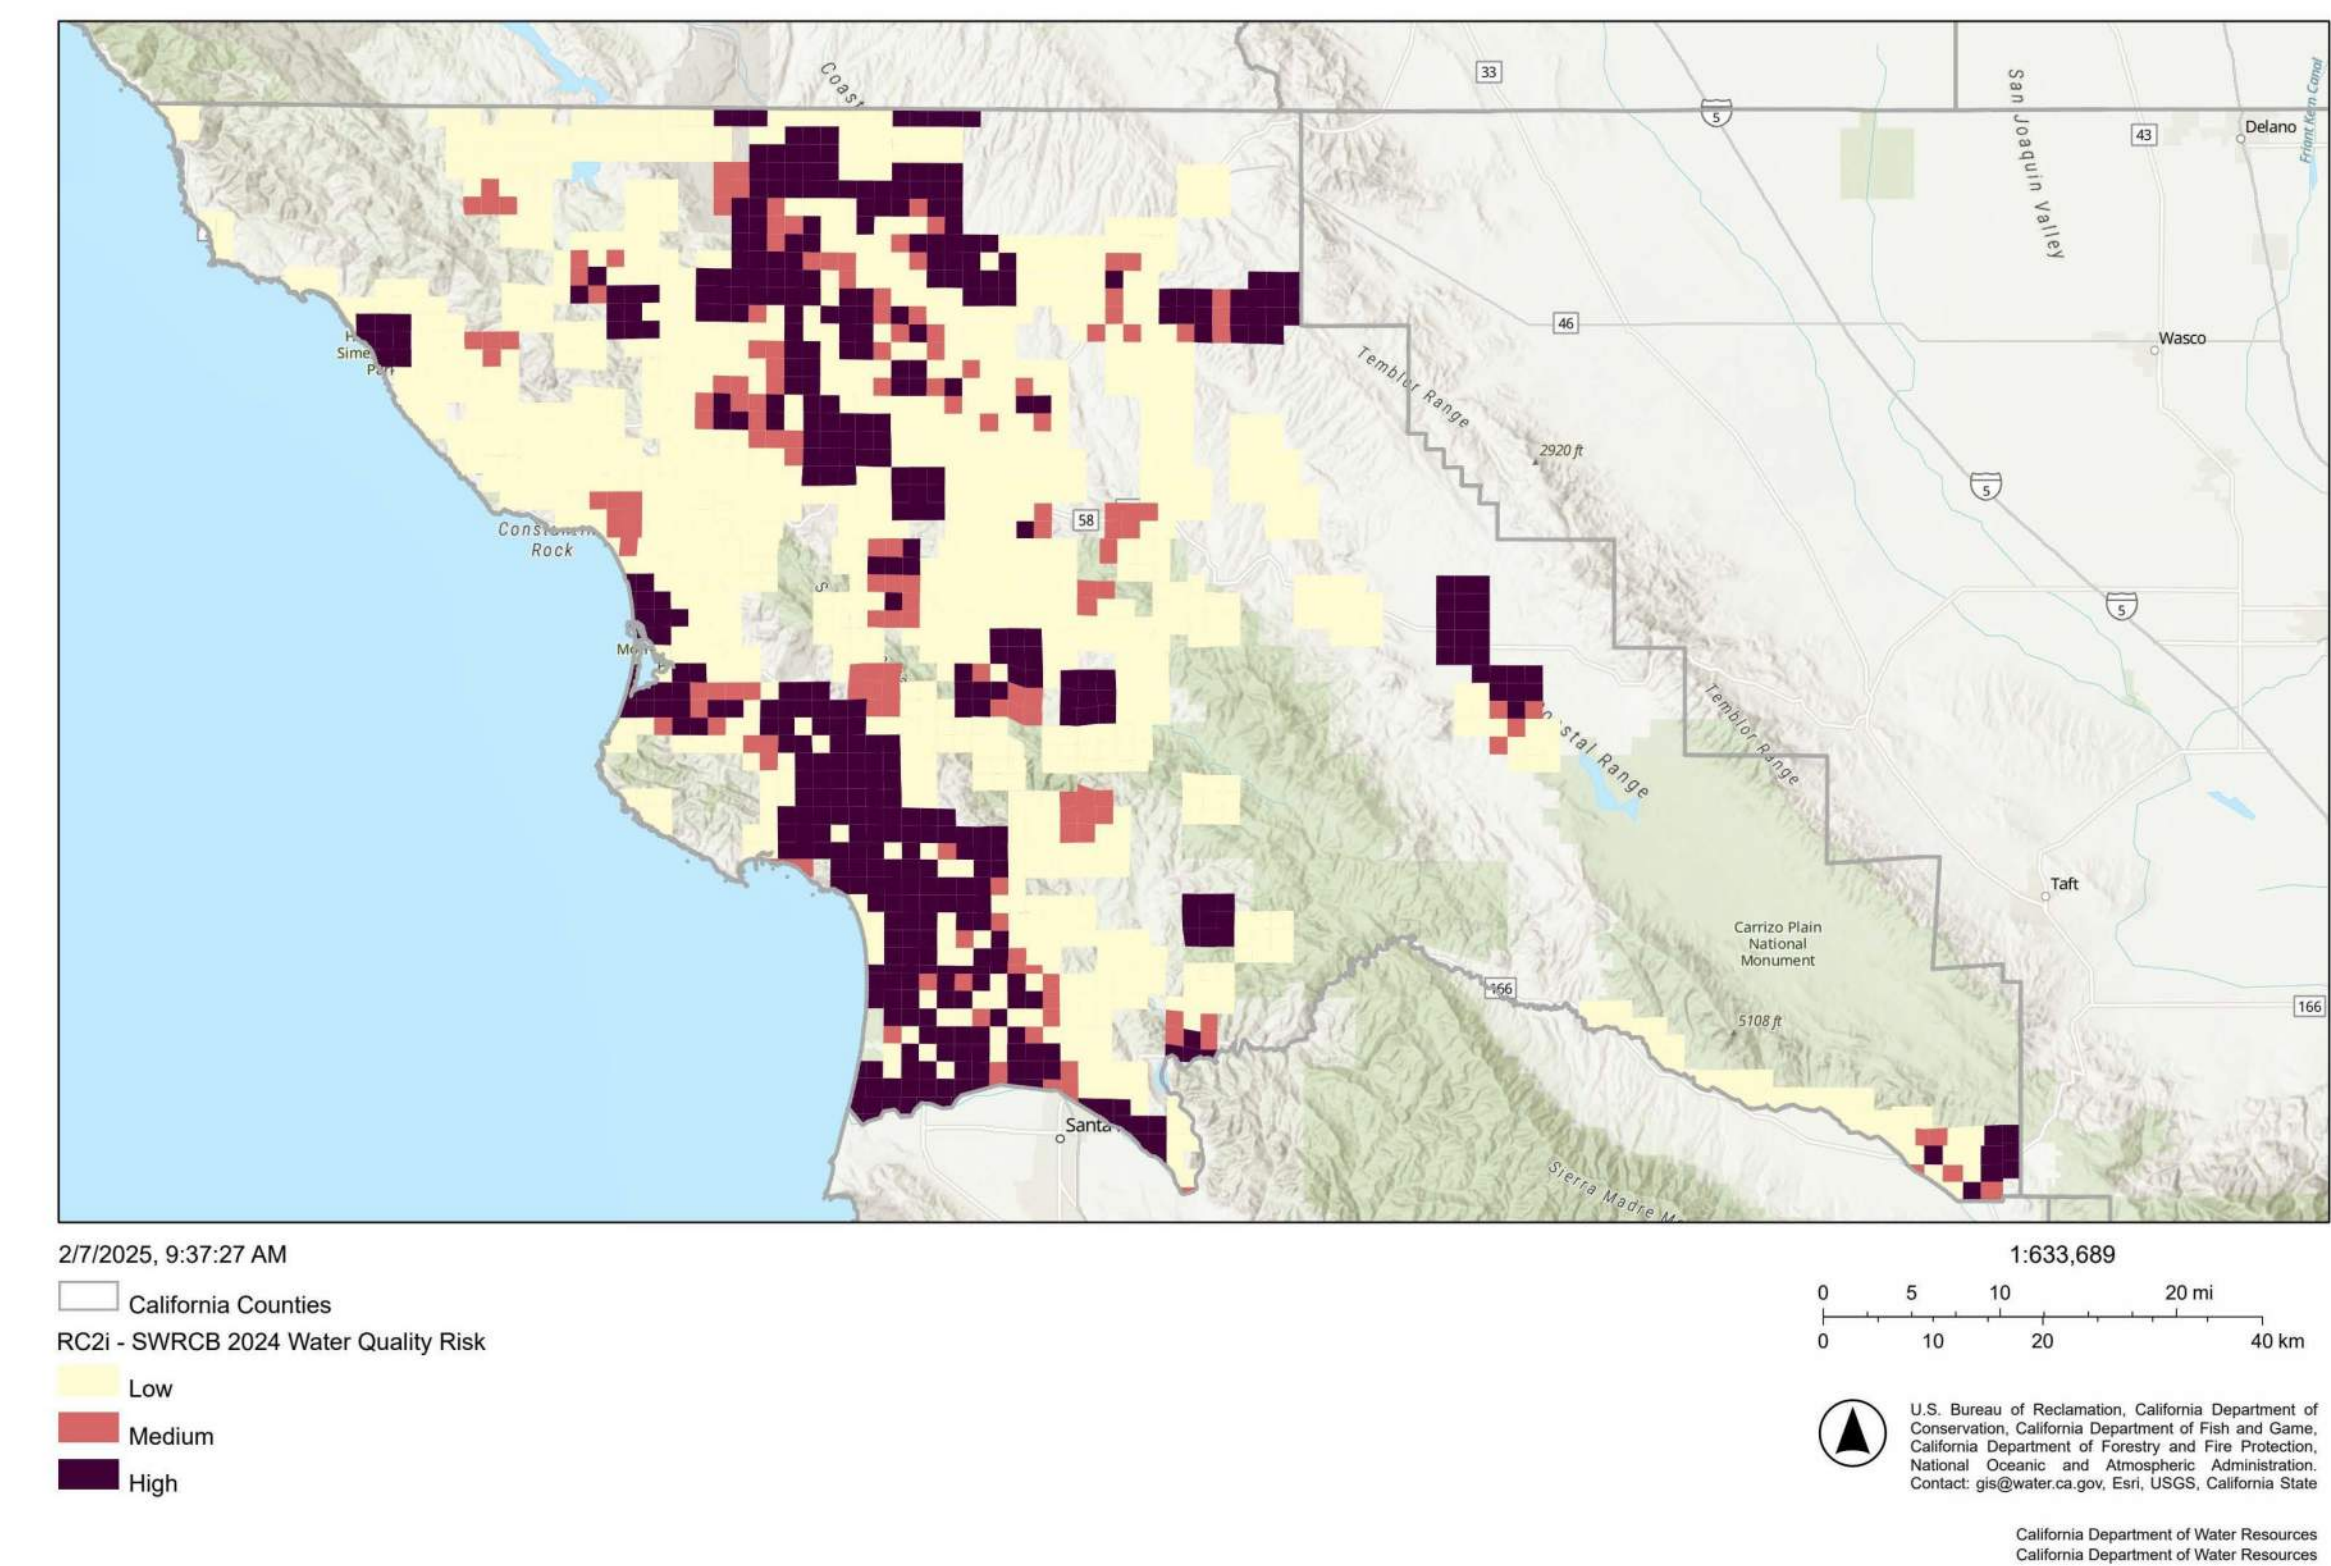 Coast
33
5
San Joaquin Valley
43
Delano
Friant Kern Canal
46
Wasco
Sime
Temblor Range
2920 ft
5
58
Rock
5
Temblor Range
stal Range
Taft
Carrizo Plain
National
Monument
166
166
5108 ft
Santa
Sierra Madre
2/7/2025, 9:37:27 AM
1:633,689
California Counties
RC2i - SWRCB 2024 Water Quality Risk
Low
Medium
High
0 5 10 20 mi
0 10 20 40 km
U.S. Bureau of Reclamation, California Department of
Conservation, California Department of Fish and Game,
California Department of Forestry and Fire Protection,
National Oceanic and Atmospheric Administration.
Contact: gis@water.ca.gov, Esri, USGS, California State
California Department of Water Resources
California Department of Water Resources